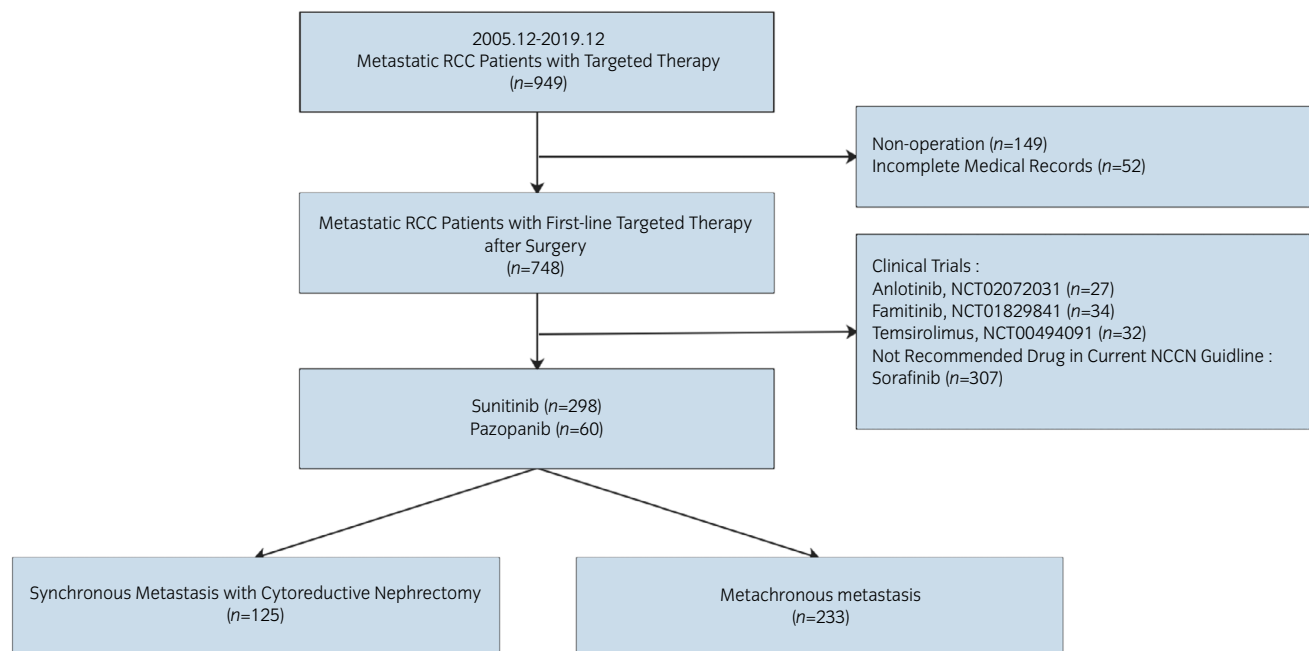 2005.12-2019.12
Metastatic RCC Patients with Targeted Therapy
(n=949)
Non-operation (n=149)
Incomplete Medical Records (n=52)
Metastatic RCC Patients with First-line Targeted Therapy
after Surgery
(n=748)
Clinical Trials :
Anlotinib, NCT02072031 (n=27)
Famitinib, NCT01829841 (n=34)
Temsirolimus, NCT00494091 (n=32)
Not Recommended Drug in Current NCCN Guidline :
Sorafinib (n=307)
Sunitinib (n=298)
Pazopanib (n=60)
Synchronous Metastasis with Cytoreductive Nephrectomy
(n=125)
Metachronous metastasis
(n=233)